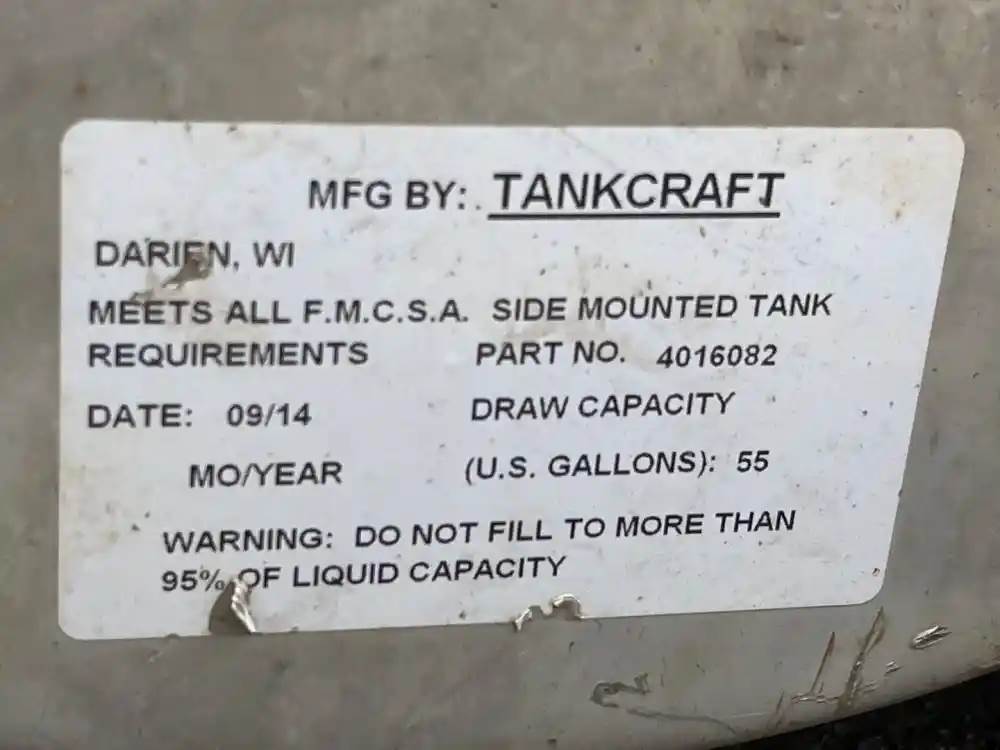 MFG BY: TANKCRAFT
DARIEN, WI
MEETS ALL F.M.C.S.A. SIDE MOUNTED TANK
REQUIREMENTS PART NO. 4016082
DATE: 09/14 DRAW CAPACITY
MO/YEAR (U.S. GALLONS): 55
WARNING: DO NOT FILL TO MORE THAN
95% OF LIQUID CAPACITY